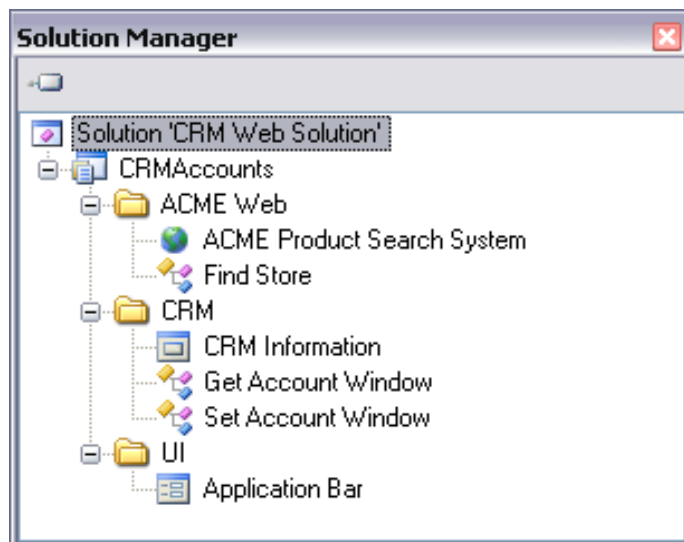 Solution Manager
Solution 'CRM Web Solution'
CRMAccounts
ACME Web
ACME Product Search System
Find Store
CRM
CRM Information
Get Account Window
Set Account Window
UI
Application Bar